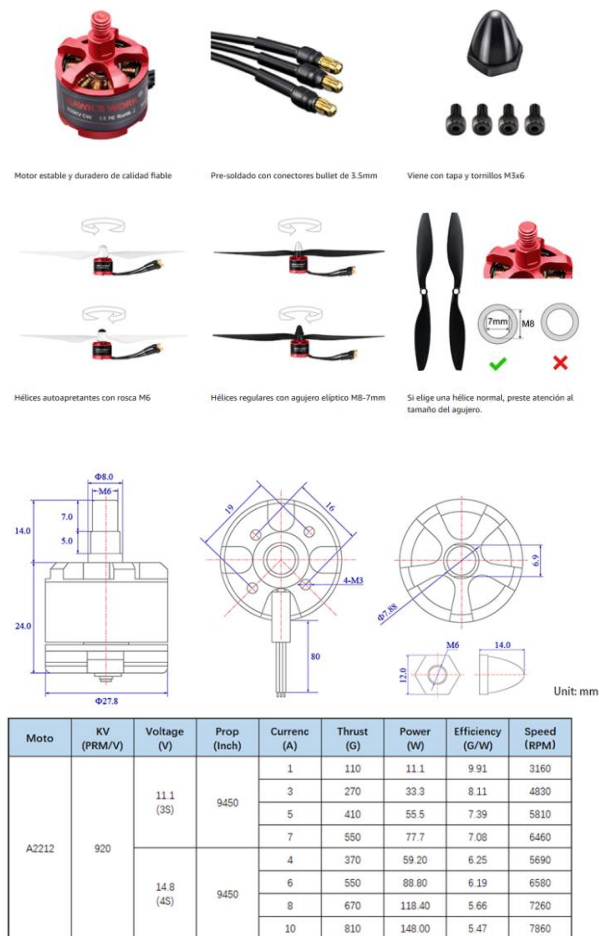 HAWK'S WORK
Motor estable y duradero de calidad fiable
Pre-soldado con conectores bullet de 3.5mm
Viene con tapa y tornillos M3x6
7mm
M8
Hélices autoapretantes con rosca M6
Hélices regulares con agujero elíptico M8-7mm
Si elige una hélice normal, preste atención al
tamaño del agujero.
Φ8.0
M6
7.0
5.0
14.0
24.0
Φ27.8
19
16
4-M3
80
6.9
Φ7.88
M6
14.0
12.0
Unit: mm
Moto KV (PRM/V) Voltage (V) Prop (Inch) Currenc (A) Thrust (G) Power (W) Efficiency (G/W) Speed (RPM)
A2212 920 11.1 (3S) 9450 1 110 11.1 9.91 3160
3 270 33.3 8.11 4830
5 410 55.5 7.39 5810
7 550 77.7 7.08 6460
14.8 (4S) 9450 4 370 59.20 6.25 5690
6 550 88.80 6.19 6580
8 670 118.40 5.66 7260
10 810 148.00 5.47 7860